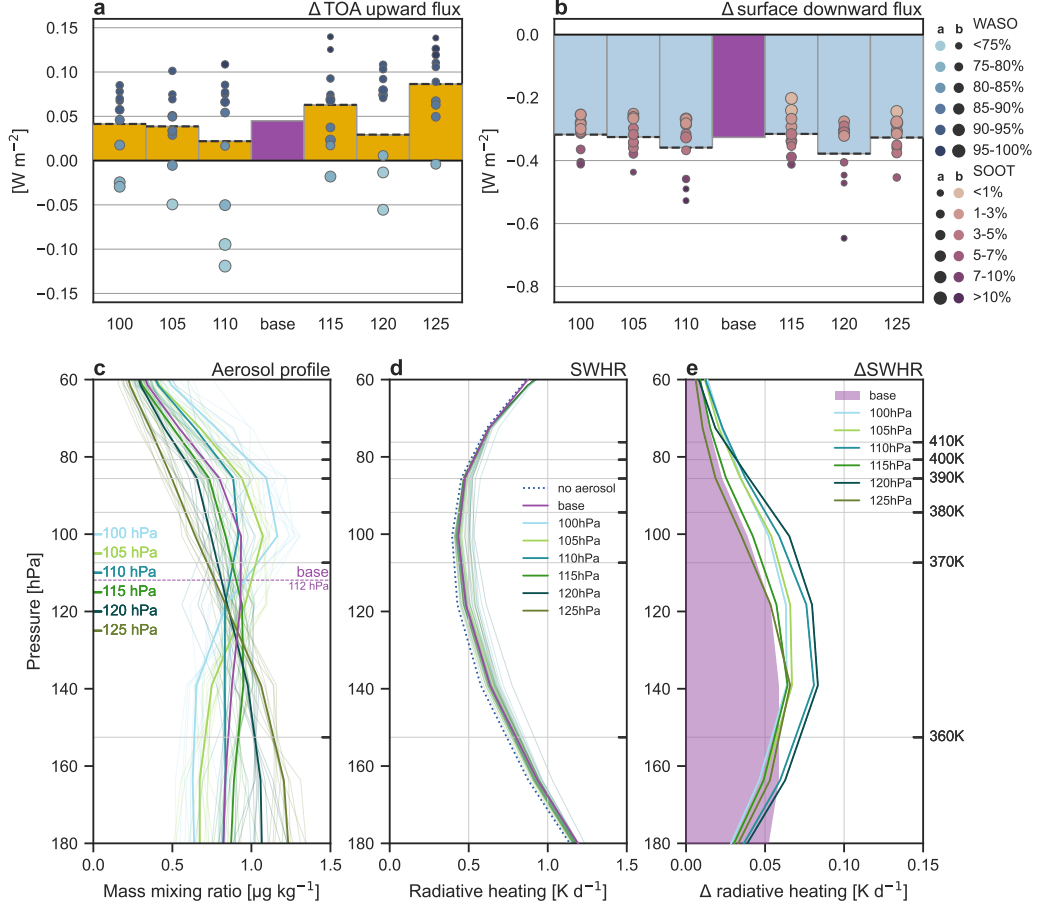 a Δ TOA upward flux
0.15
0.10
0.05
0.00
−0.05
−0.10
−0.15
[W m−2]
100 105 110 base 115 120 125
b Δ surface downward flux
0.0
−0.2
−0.4
−0.6
−0.8
[W m−2]
100 105 110 base 115 120 125
a b WASO
<75%
75-80%
80-85%
85-90%
90-95%
95-100%
a b SOOT
<1%
1-3%
3-5%
5-7%
7-10%
>10%
c Aerosol profile
60
80
100
120
140
160
180
Pressure [hPa]
100 hPa
105 hPa
110 hPa
115 hPa
120 hPa
125 hPa
base
112 hPa
0.0 0.5 1.0 1.5
Mass mixing ratio [µg kg−1]
d SWHR
60
80
100
120
140
160
180
no aerosol
base
100hPa
105hPa
110hPa
115hPa
120hPa
125hPa
0.0 0.5 1.0 1.5
Radiative heating [K d−1]
e ΔSWHR
60
80
100
120
140
160
180
base
100hPa
105hPa
110hPa
115hPa
120hPa
125hPa
410K
400K
390K
380K
370K
360K
0.00 0.05 0.10 0.15
Δ radiative heating [K d−1]